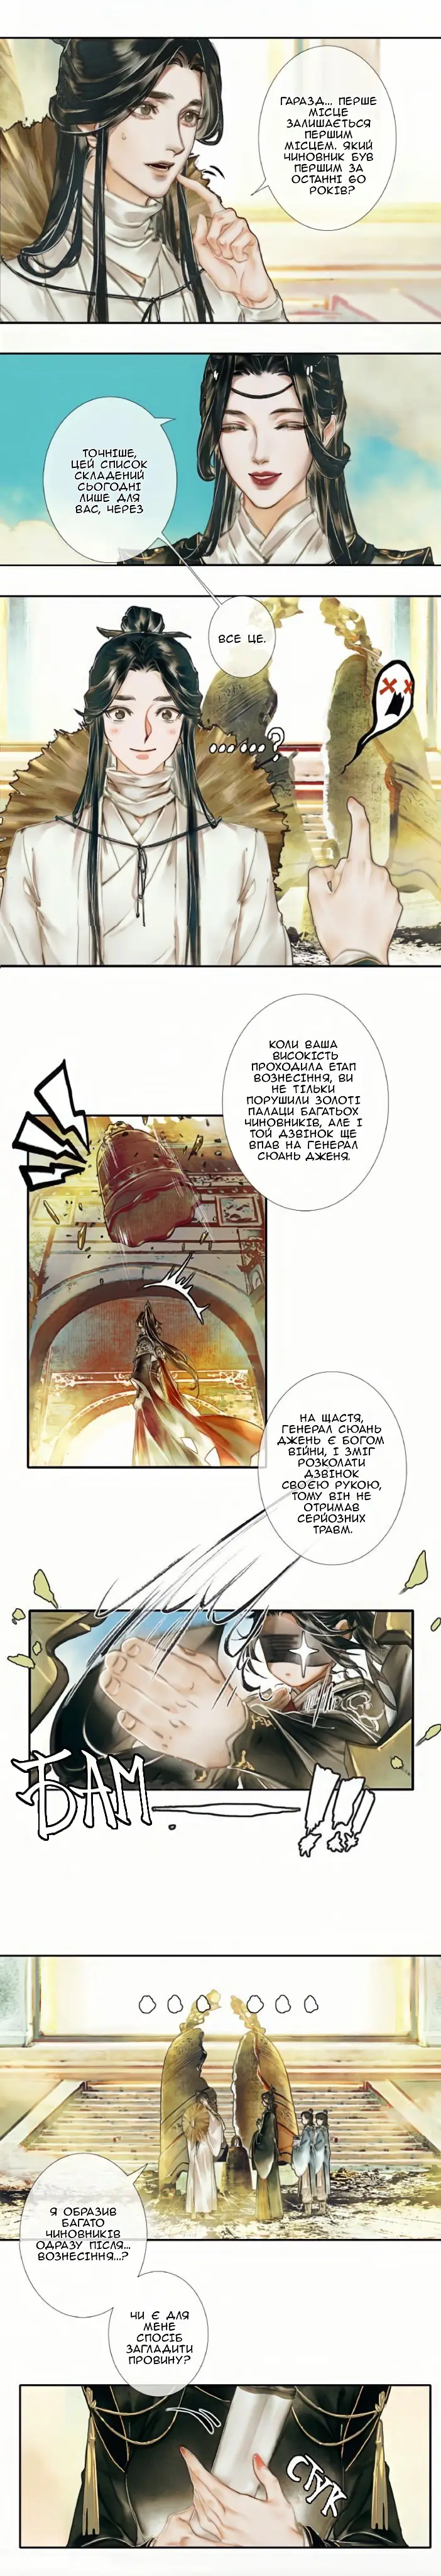 ГАРАЗД... ПЕРШЕ
МІСЦЕ
ЗАЛИШАЄТЬСЯ
ПЕРШИМ
МІСЦЕМ. ЯКИЙ
ЧИНОВНИК БУВ
ПЕРШИМ ЗА
ОСТАННІ 60
РОКІВ?
ТОЧНІШЕ,
ЦЕЙ СПИСОК
СКЛАДЕНИЙ
СЬОГОДНІ
ЛИШЕ ДЛЯ
ВАС, ЧЕРЕЗ
ВСЕ ЦЕ.
......?
КОЛИ ВАША
ВИСОКІСТЬ
ПРОХОДИЛА ЕТАП
ВОЗНЕСІННЯ, ВИ
НЕ ТІЛЬКИ
ПОРУШИЛИ ЗОЛОТІ
ПАЛАЦИ БАГАТЬОХ
ЧИНОВНИКІВ, АЛЕ І
ТОЙ ДЗВІНОК ЩЕ
ВПАВ НА ГЕНЕРАЛ
СЮАНЬ ДЖЕНЯ.
НА ЩАСТЯ,
ГЕНЕРАЛ СЮАНЬ
ДЖЕНЬ Є БОГОМ
ВІЙНИ, І ЗМІГ
РОЗКОЛАТИ
ДЗВІНОК
СВОЄЮ РУКОЮ,
ТОМУ ВІН НЕ
ОТРИМАВ
СЕРЙОЗНИХ
ТРАВМ.
БАМ — !!
... ...
Я ОБРАЗИВ
БАГАТО
ЧИНОВНИКІВ
ОДРАЗУ ПІСЛЯ...
ВОЗНЕСІННЯ...?
ЧИ Є ДЛЯ
МЕНЕ
СПОСІБ
ЗАГЛАДИТИ
ПРОВИНУ?
СТУК